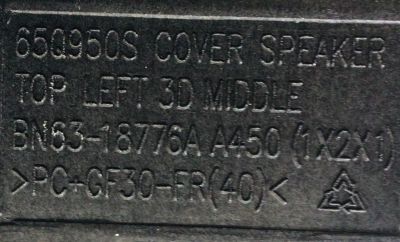 65Q950S COVER SPEAKER
TOP LEFT 3D MIDDLE
BN63-18776A A450 (1X2X1)
>PC+GF30-FR(40)<